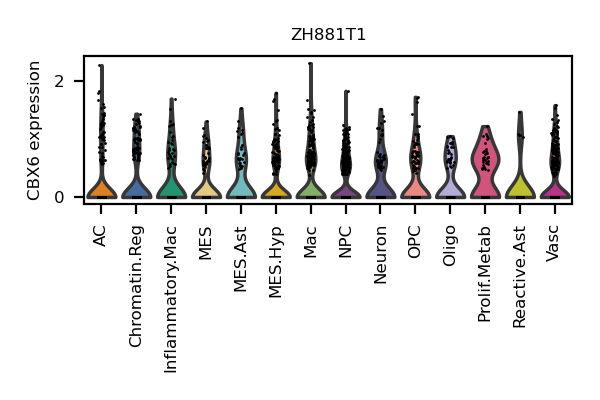 ZH881T1
CBX6 expression
2
0
AC
Chromatin.Reg
Inflammatory.Mac
MES
MES.Ast
MES.Hyp
Mac
NPC
Neuron
OPC
Oligo
Prolif.Metab
Reactive.Ast
Vasc